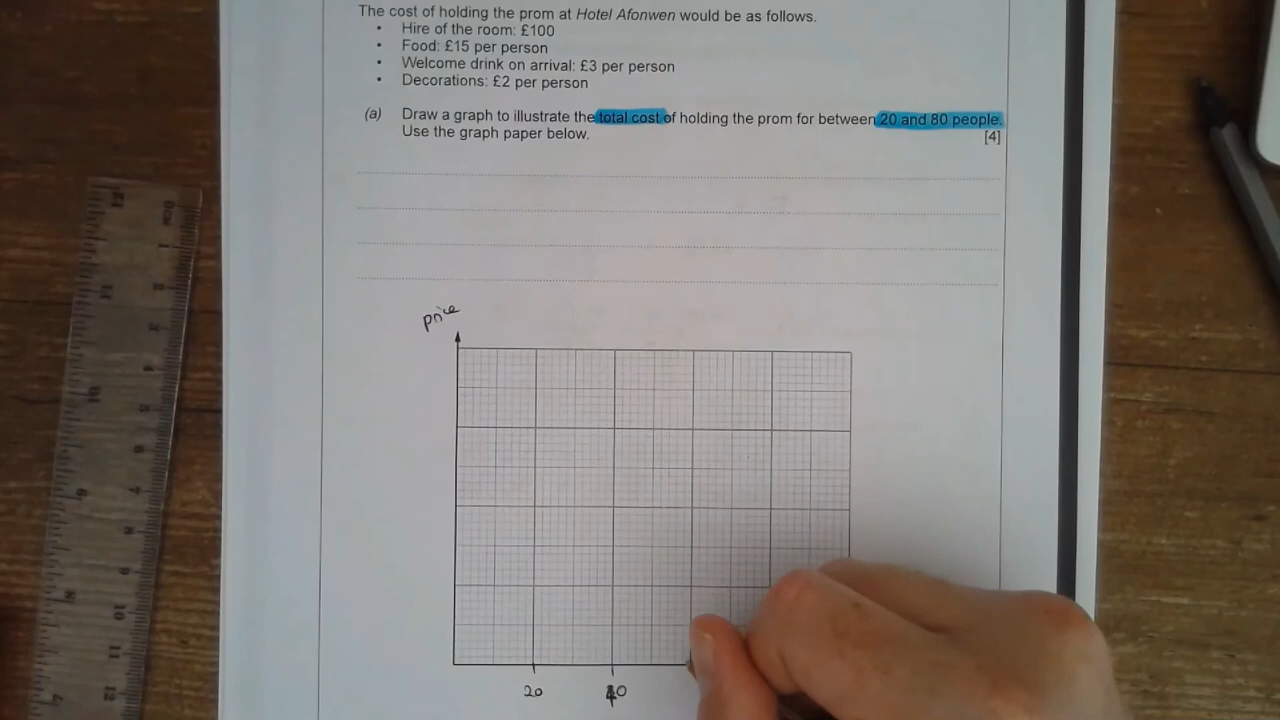 The cost of holding the prom at Hotel Afonwen would be as follows.
• Hire of the room: £100
• Food: £15 per person
• Welcome drink on arrival: £3 per person
• Decorations: £2 per person
(a) Draw a graph to illustrate the total cost of holding the prom for between 20 and 80 people.
Use the graph paper below.
[4]
price
20 40